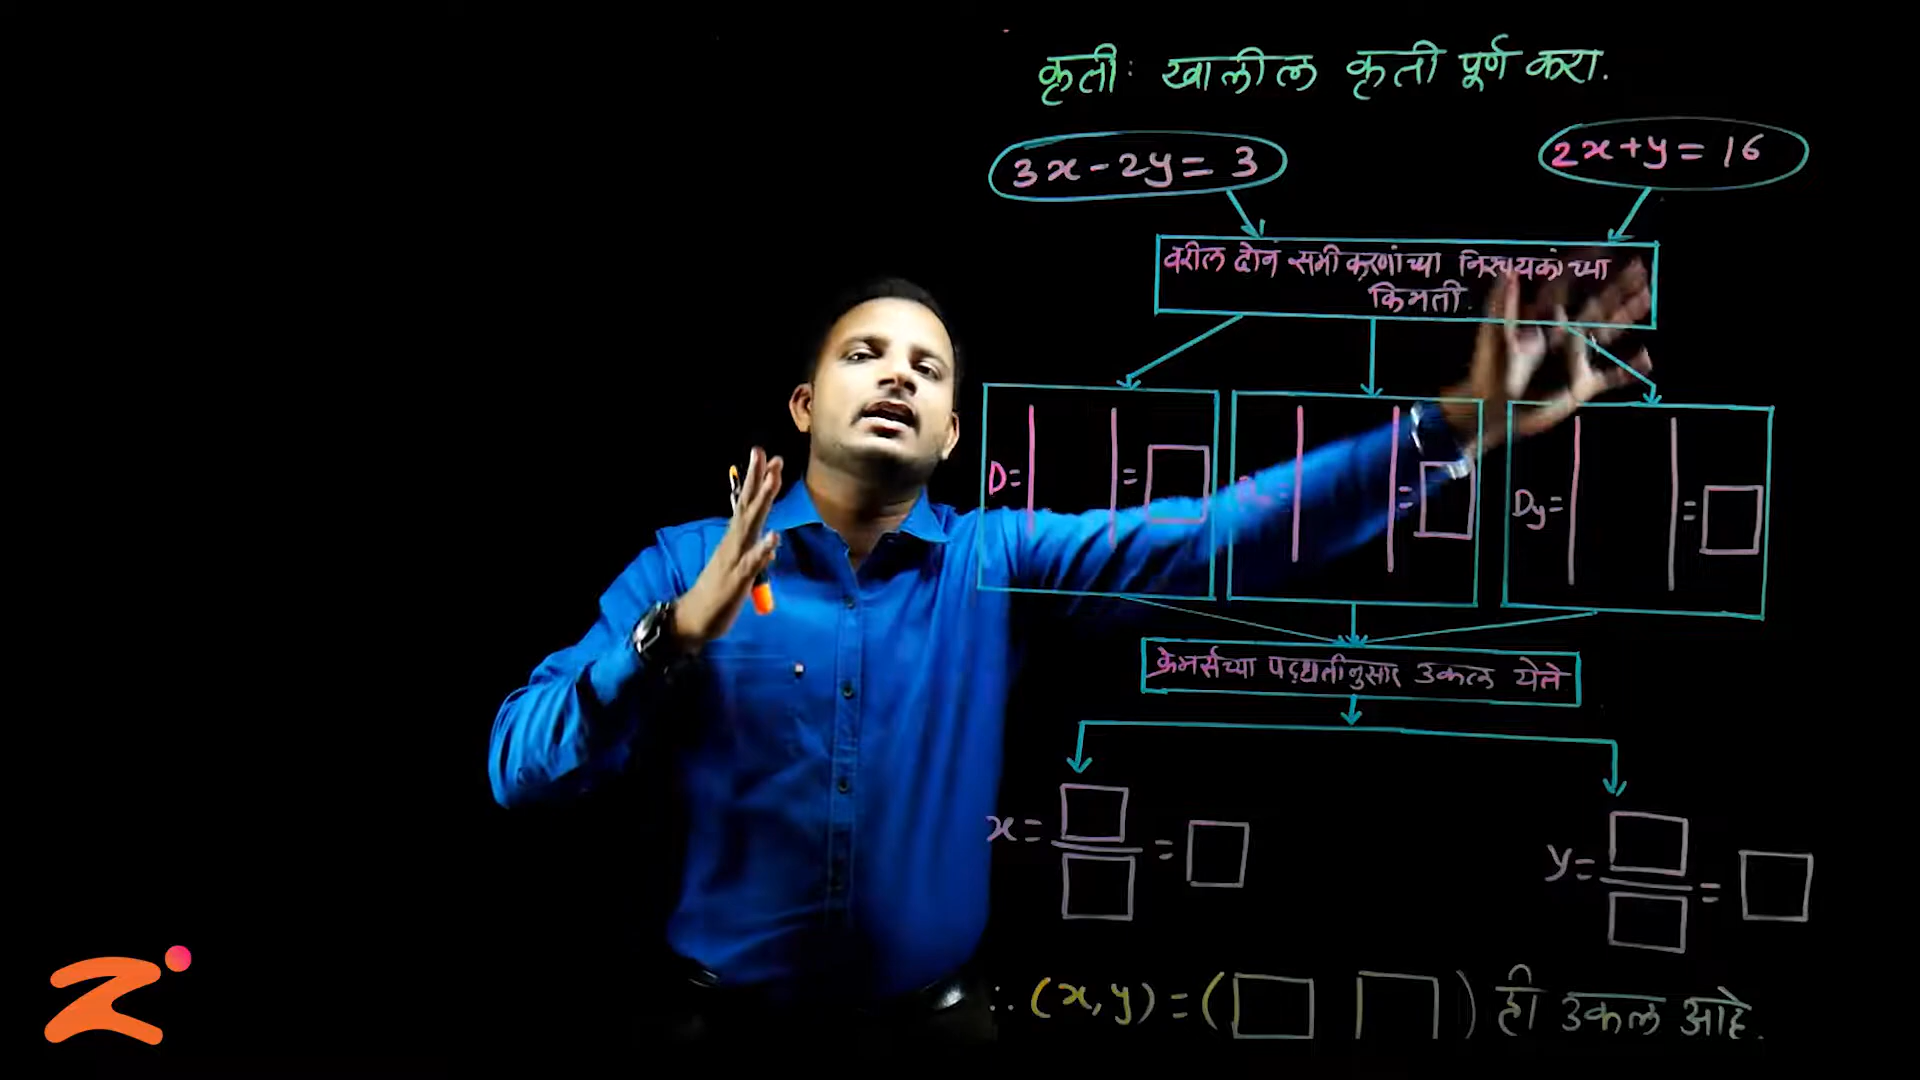 कृती: खालील कृती पूर्ण करा.
3x-2y=3
2x+y=16
वरील दोन समीकरणांच्या निश्चयकांच्या
किमती.
D= =
=
Dy= =
क्रेमर्सच्या पद्धतीनुसार उकल येते
x= =
y= =
∴ (x,y)=( ) ही उकल आहे.